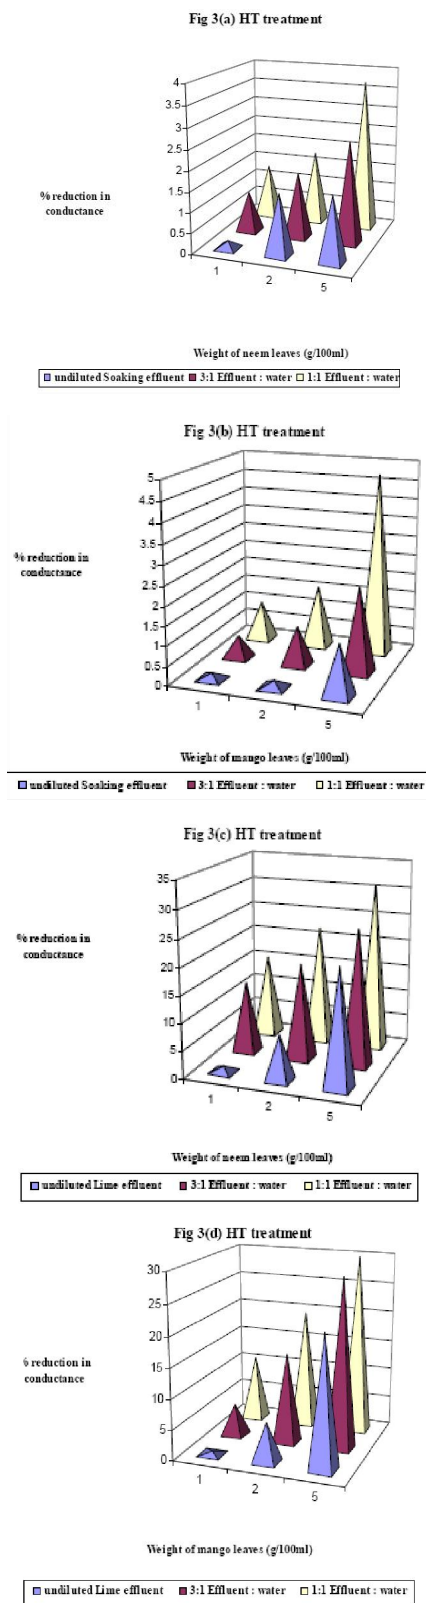 Fig 3(a) HT treatment
4
3.5
3
2.5
2
1.5
1
0.5
0
% reduction in
conductance
1
2
5
Weight of neem leaves (g/100ml)
undiluted Soaking effluent 3:1 Effluent : water 1:1 Effluent : water
Fig 3(b) HT treatment
5
4.5
4
3.5
3
2.5
2
1.5
1
0.5
0
% reduction in
conductance
1
2
5
Weight of mango leaves (g/100ml)
undiluted Soaking effluent 3:1 Effluent : water 1:1 Effluent : water
Fig 3(c) HT treatment
35
30
25
20
15
10
5
0
% reduction in
conductance
1
2
5
Weight of neem leaves (g/100ml)
undiluted Lime effluent 3:1 Effluent : water 1:1 Effluent : water
Fig 3(d) HT treatment
30
25
20
15
10
5
0
% reduction in
conductance
1
2
5
Weight of mango leaves (g/100ml)
undiluted Lime effluent 3:1 Effluent : water 1:1 Effluent : water